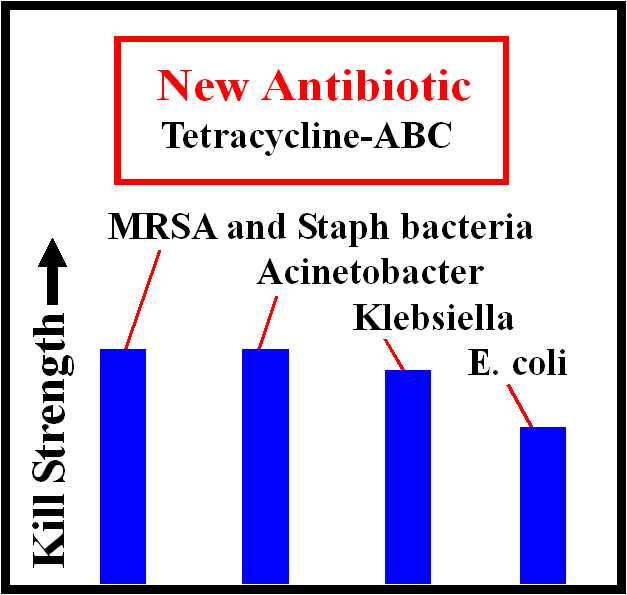 New Antibiotic
Tetracycline-ABC
MRSA and Staph bacteria
Acinetobacter
Klebsiella
E. coli
Kill Strength